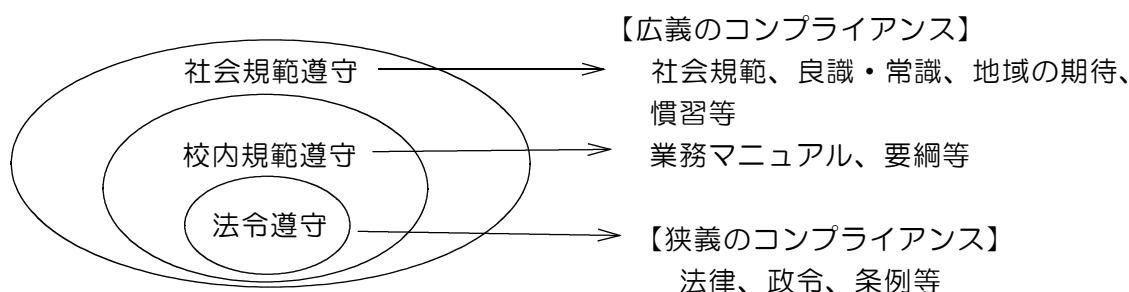 【広義のコンプライアンス】
社会規範遵守
社会規範、良識・常識、地域の期待、
慣習等
校内規範遵守
業務マニュアル、要綱等
法令遵守
【狭義のコンプライアンス】
法律、政令、条例等